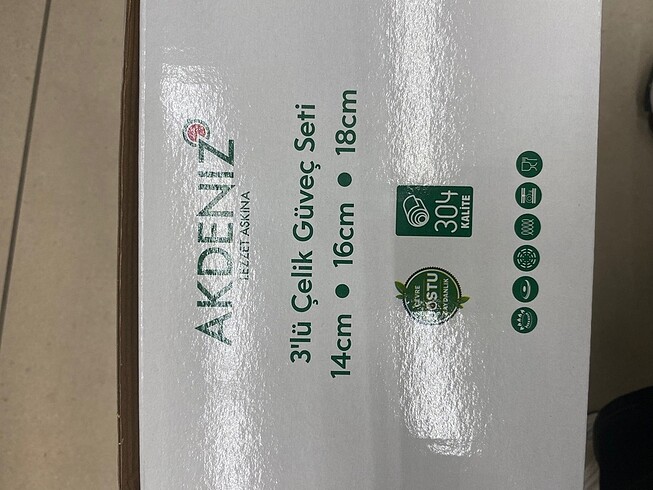 AKDENİZ
LEZZET AŞKINA
3'lü Çelik Güveç Seti
14cm • 16cm • 18cm
ÇEVRE
DOSTU
304
KALİTE